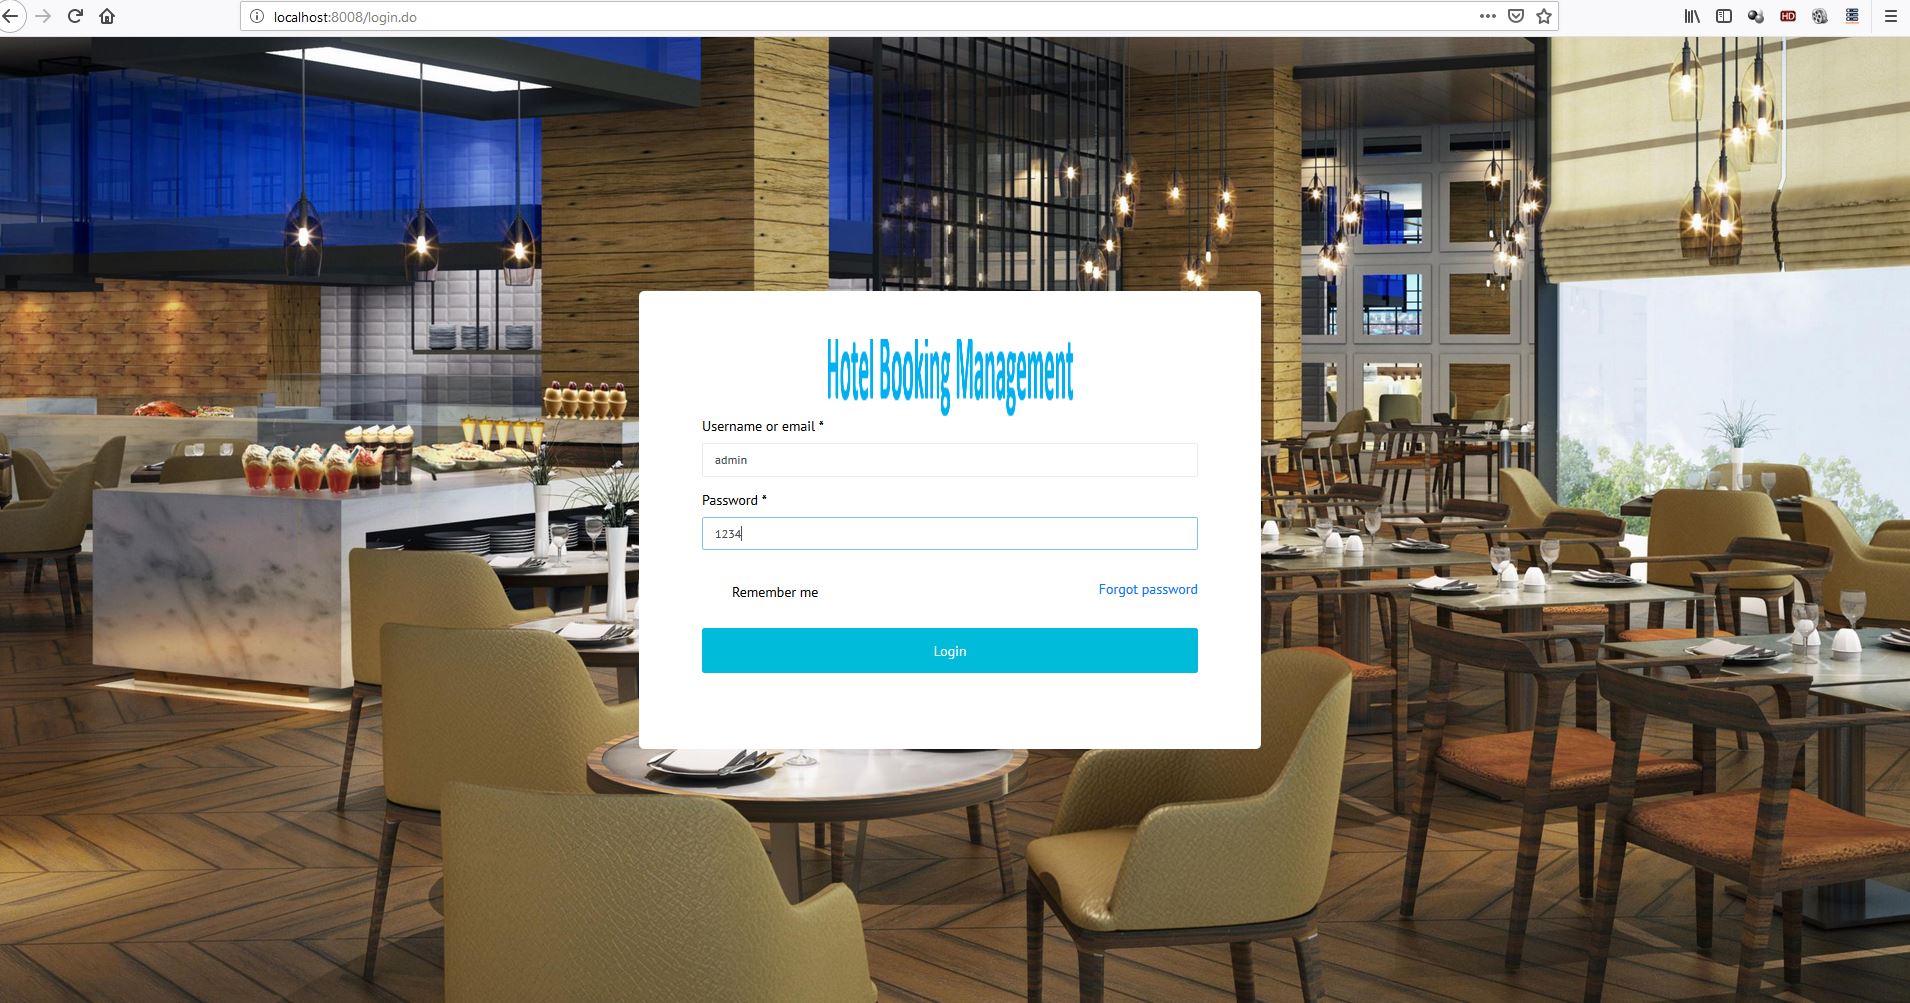 localhost:8008/login.do
HD
Hotel Booking Management
Username or email *
admin
Password *
1234
Remember me
Forgot password
Login